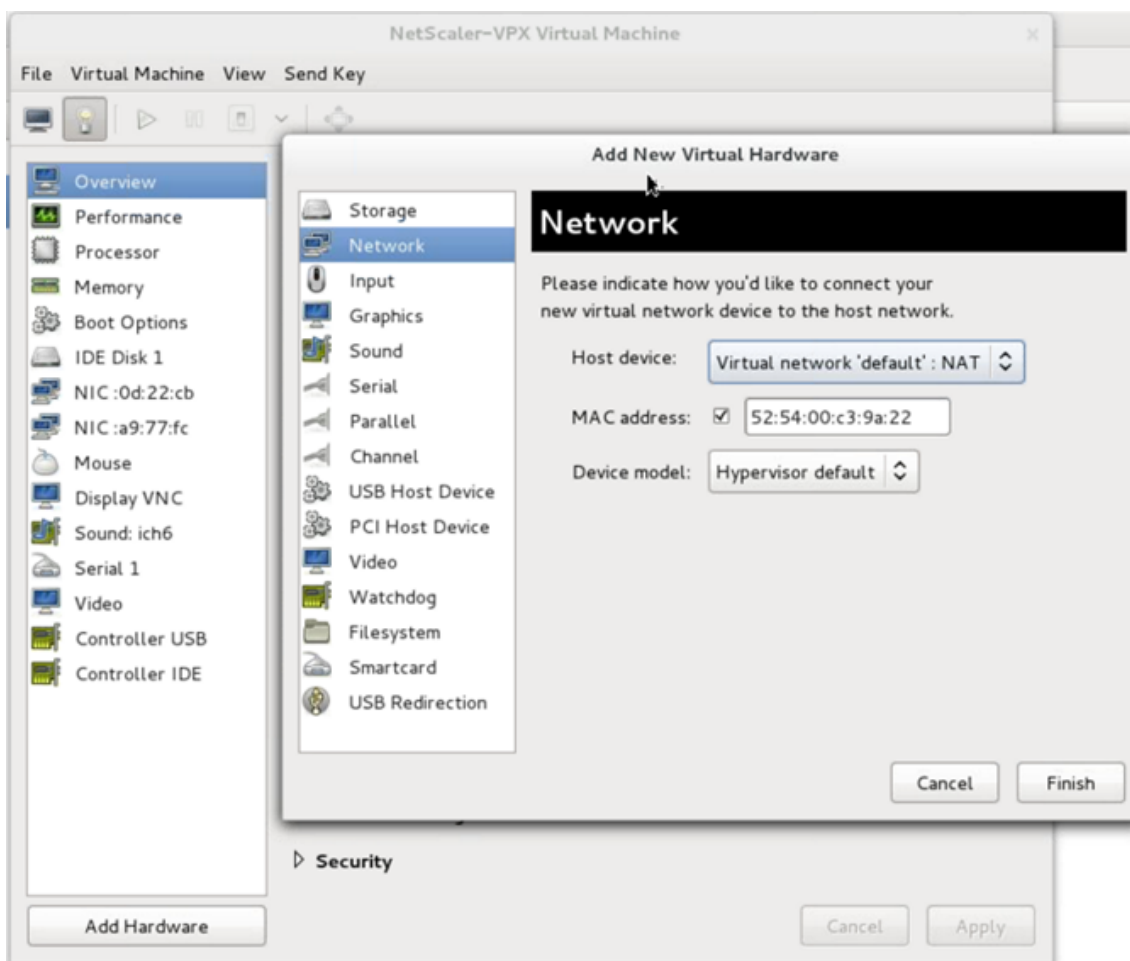 NetScaler-VPX Virtual Machine
File Virtual Machine View Send Key
Overview
Performance
Processor
Memory
Boot Options
IDE Disk 1
NIC :0d:22:cb
NIC :a9:77:fc
Mouse
Display VNC
Sound: ich6
Serial 1
Video
Controller USB
Controller IDE
Add Hardware
Add New Virtual Hardware
Storage
Network
Input
Graphics
Sound
Serial
Parallel
Channel
USB Host Device
PCI Host Device
Video
Watchdog
Filesystem
Smartcard
USB Redirection
Network
Please indicate how you'd like to connect your
new virtual network device to the host network.
Host device: Virtual network 'default' : NAT
MAC address: 52:54:00:c3:9a:22
Device model: Hypervisor default
Cancel Finish
Security
Cancel Apply